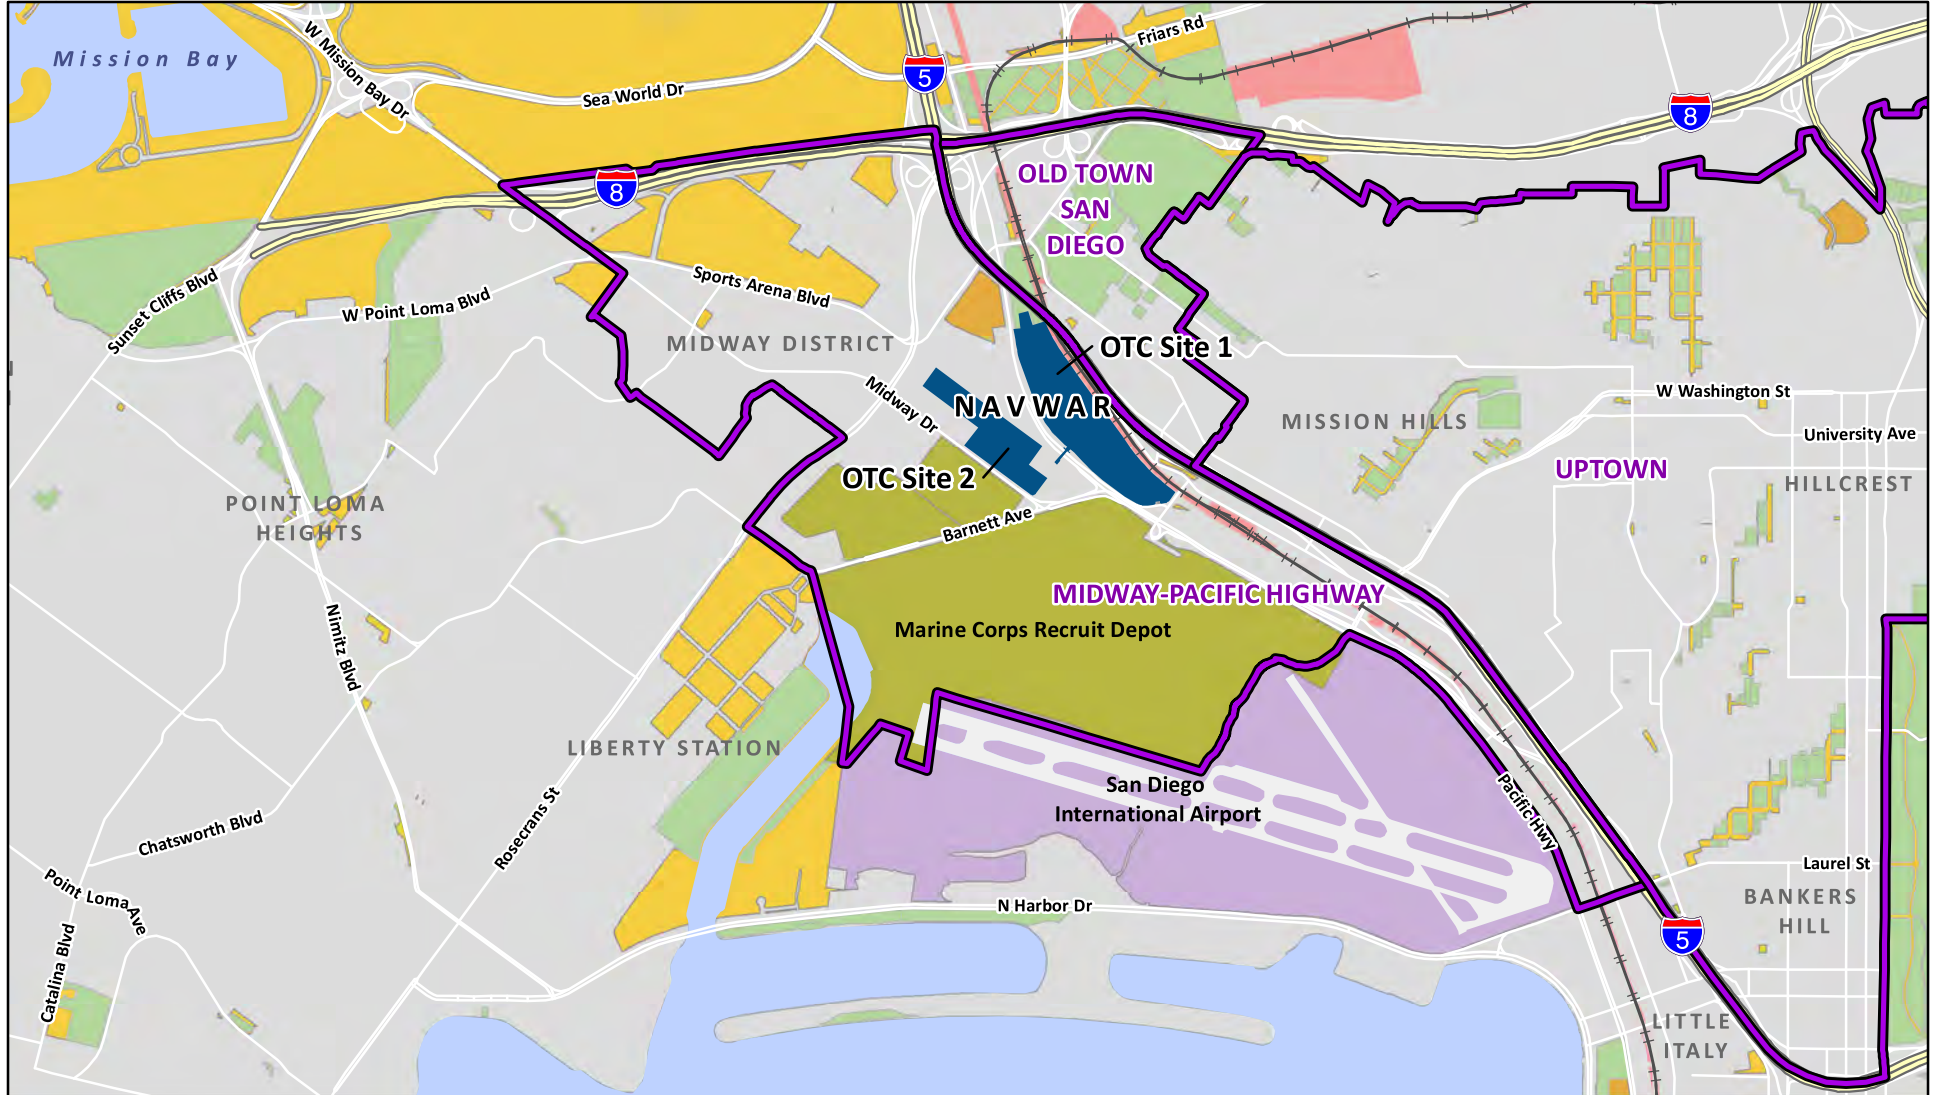 Mission Bay
W Mission Bay Dr
Sea World Dr
5
Friars Rd
8
8
OLD TOWN
SAN
DIEGO
Sunset Cliffs Blvd
W Point Loma Blvd
Sports Arena Blvd
MIDWAY DISTRICT
OTC Site 1
Midway Dr
NAVWAR
OTC Site 2
Barnett Ave
W Washington St
University Ave
MISSION HILLS
UPTOWN
HILLCREST
POINT LOMA
HEIGHTS
MIDWAY-PACIFIC HIGHWAY
Marine Corps Recruit Depot
Nimitz Blvd
LIBERTY STATION
San Diego
International Airport
Pacific Hwy
Rosecrans St
Chatsworth Blvd
Point Loma Ave
Catalina Blvd
N Harbor Dr
Laurel St
BANKERS
HILL
5
LITTLE
ITALY